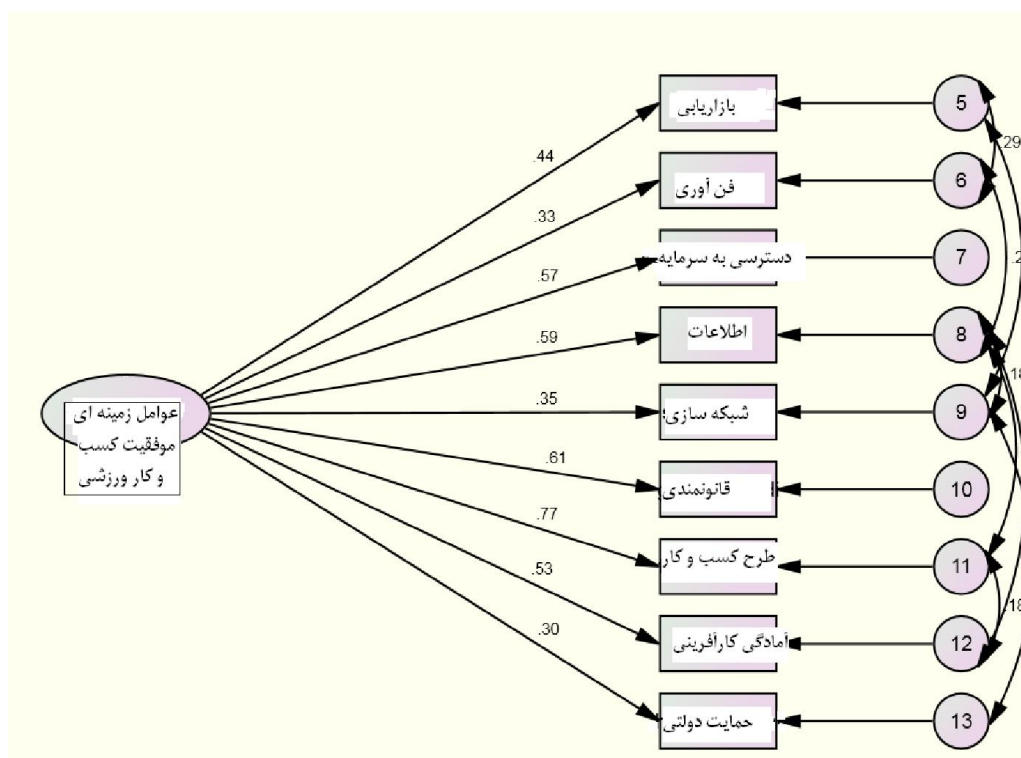 بازاریابی
5
.29
.44
فن آوری
6
.33
دسترسی به سرمایه
7
.57
اطلاعات
8
.59
شبکه سازی
9
.35
عوامل زمینه ای
موفقیت کسب
و کار ورزشی
قانونمندی
10
.61
طرح کسب و کار
11
.77
آمادگی کارآفرینی
12
.53
حمایت دولتی
13
.30
.18